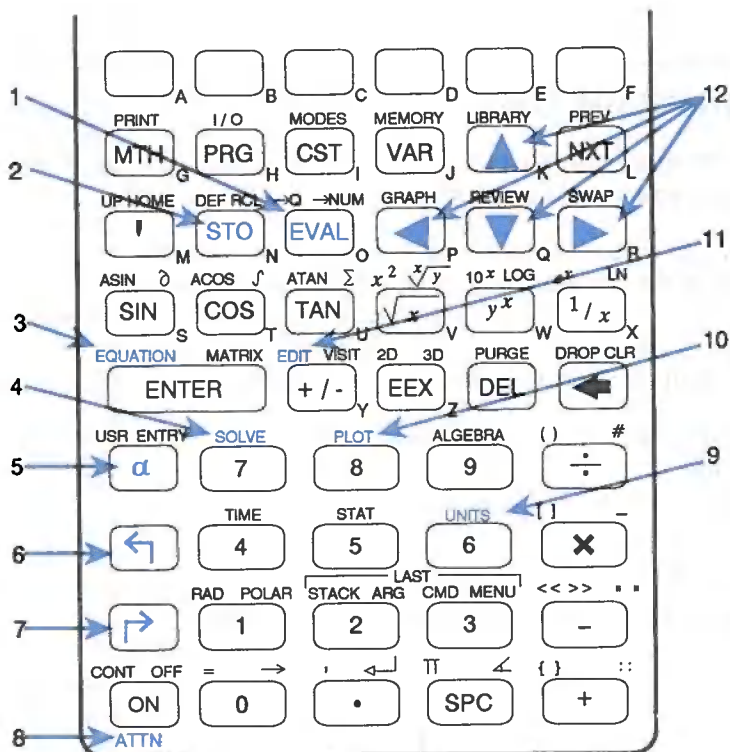 A B C D E F
1 12
PRINT I/O MODES MEMORY LIBRARY PREV
MTH G PRG H CST I VAR J K NXT L
2
UP HOME DEF RCL →Q →NUM GRAPH REVIEW SWAP
' M STO N EVAL O P Q R
11
ASIN ∂ ACOS ∫ ATAN Σ x² ˣ√y 10ˣ LOG eˣ LN
SIN S COS T TAN U √x V yˣ W 1/x X
3 10
EQUATION MATRIX EDIT VISIT 2D 3D PURGE DROP CLR
ENTER +/- Y EEX Z DEL
4
USR ENTRY SOLVE PLOT ALGEBRA ( ) #
5 α 7 8 9 ÷ 9
TIME STAT UNITS [ ] _
6 4 5 6 ×
LAST
RAD POLAR STACK ARG CMD MENU << >> " "
7 1 2 3 -
CONT OFF = → , ↵ π ∡ { } ::
ON 0 • SPC +
8 ATTN